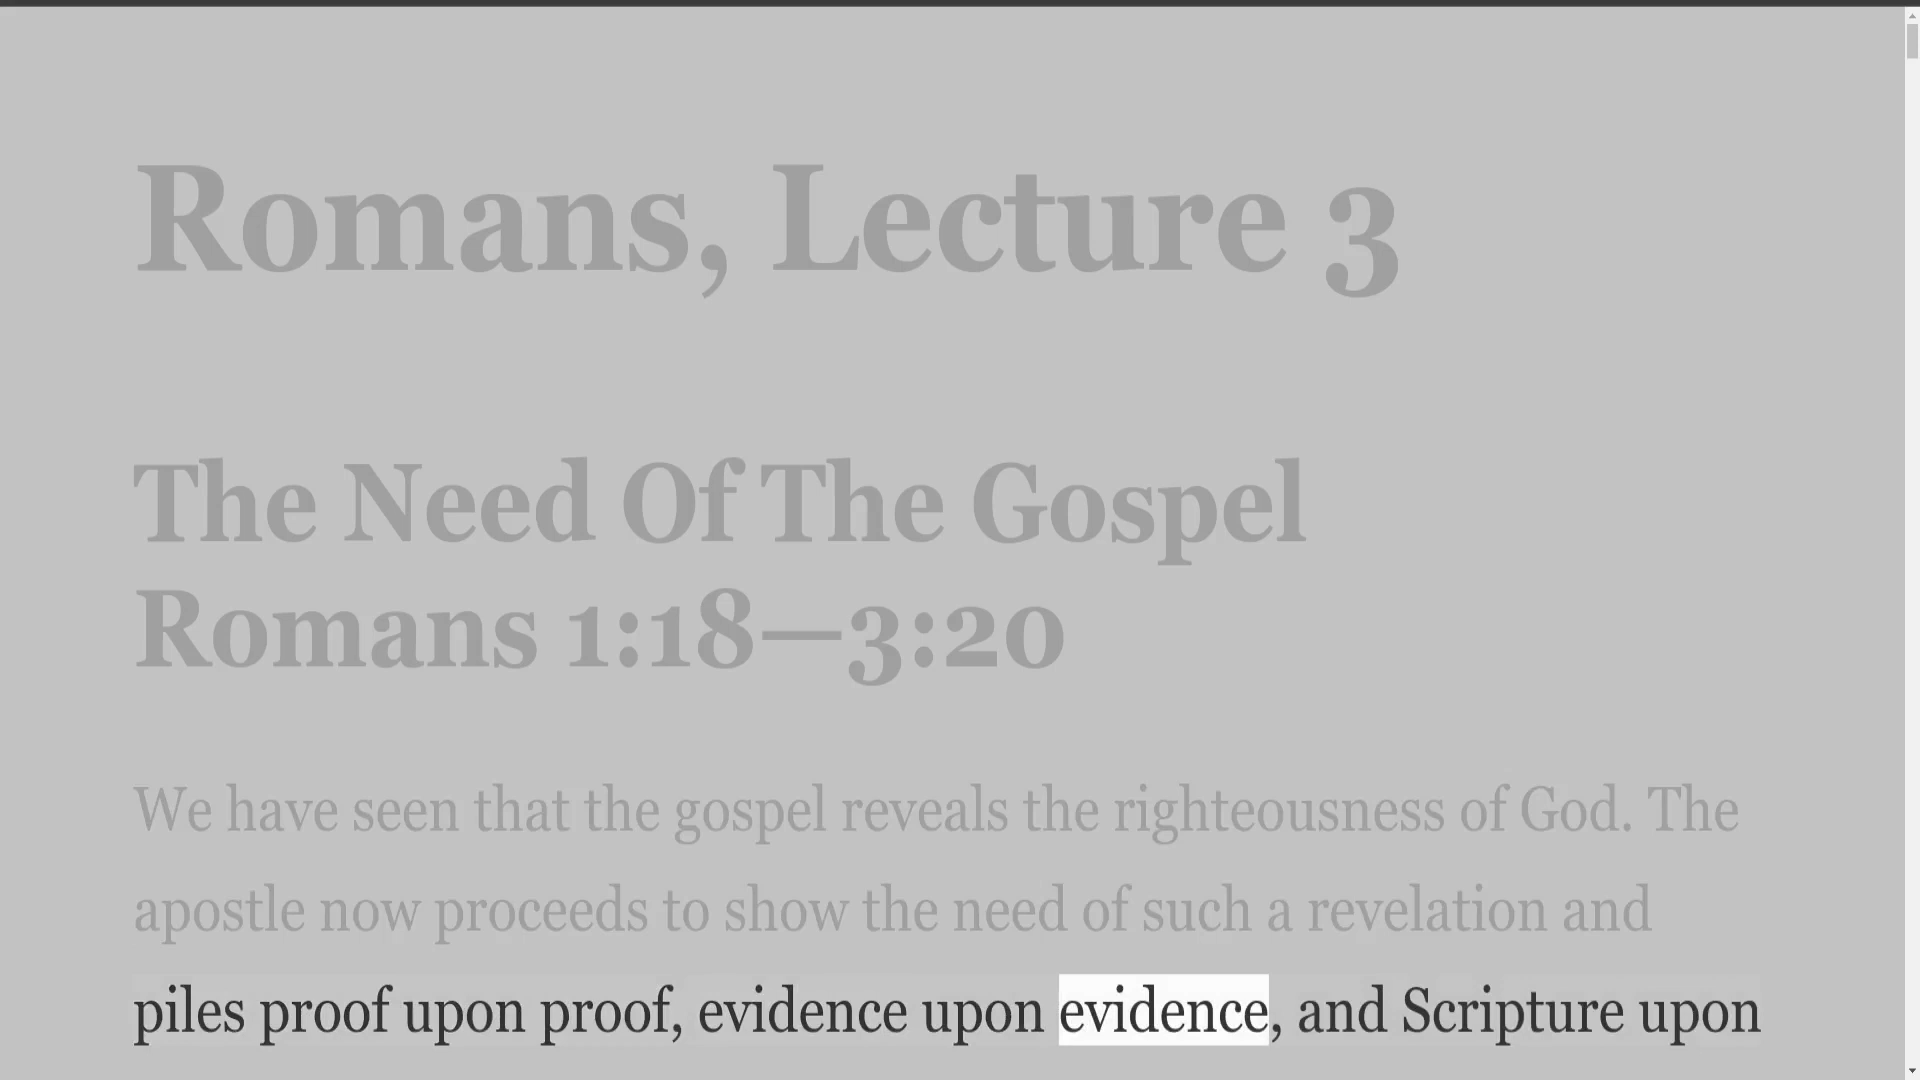 Romans, Lecture 3
The Need Of The Gospel
Romans 1:18—3:20
We have seen that the gospel reveals the righteousness of God. The
apostle now proceeds to show the need of such a revelation and
piles proof upon proof, evidence upon evidence, and Scripture upon